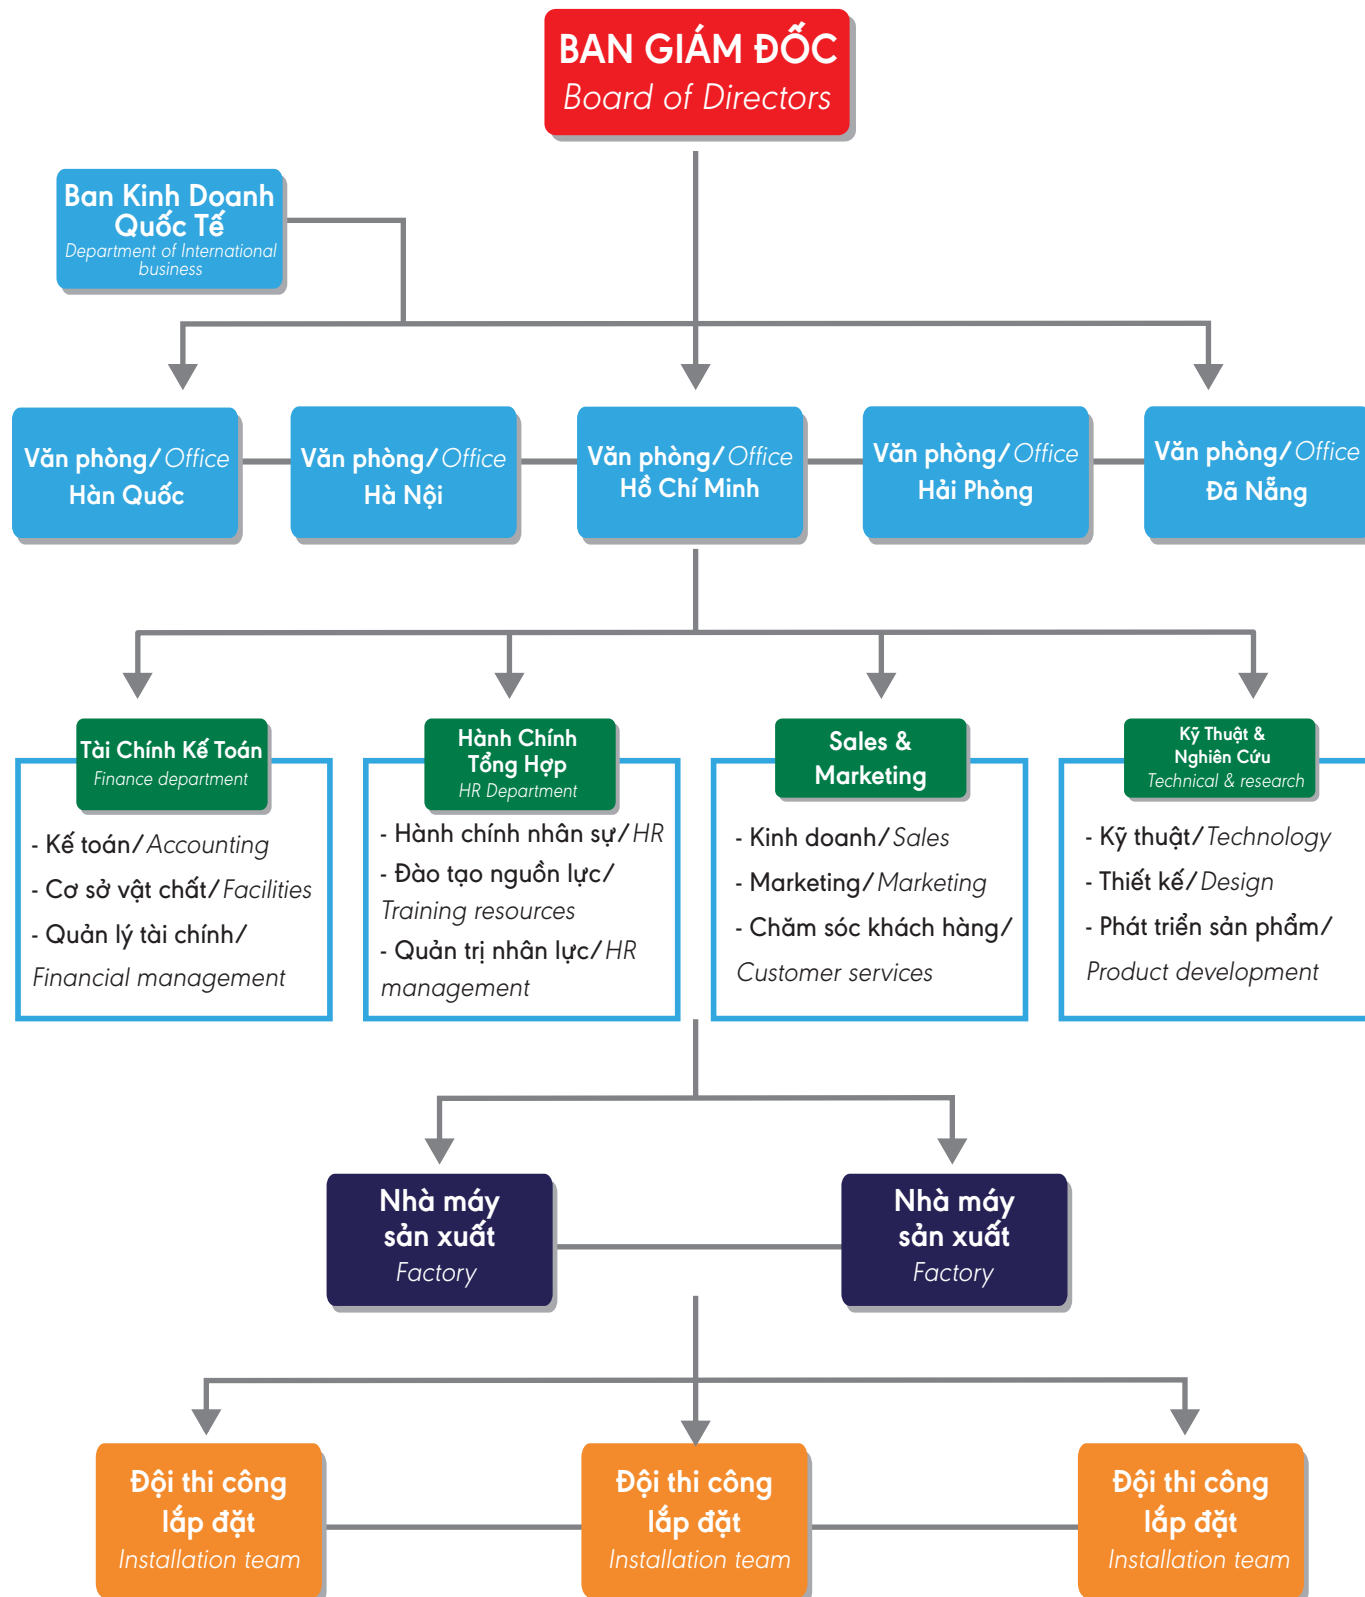 BAN GIÁM ĐỐC
Board of Directors
Ban Kinh Doanh
Quốc Tế
Department of International
business
Văn phòng/Office
Hàn Quốc
Văn phòng/Office
Hà Nội
Văn phòng/Office
Hồ Chí Minh
Văn phòng/Office
Hải Phòng
Văn phòng/Office
Đã Nẵng
Tài Chính Kế Toán
Finance department
- Kế toán/Accounting
- Cơ sở vật chất/Facilities
- Quản lý tài chính/
Financial management
Hành Chính
Tổng Hợp
HR Department
- Hành chính nhân sự/HR
- Đào tạo nguồn lực/
Training resources
- Quản trị nhân lực/HR
management
Sales &
Marketing
- Kinh doanh/Sales
- Marketing/Marketing
- Chăm sóc khách hàng/
Customer services
Kỹ Thuật &
Nghiên Cứu
Technical & research
- Kỹ thuật/Technology
- Thiết kế/Design
- Phát triển sản phẩm/
Product development
Nhà máy
sản xuất
Factory
Nhà máy
sản xuất
Factory
Đội thi công
lắp đặt
Installation team
Đội thi công
lắp đặt
Installation team
Đội thi công
lắp đặt
Installation team